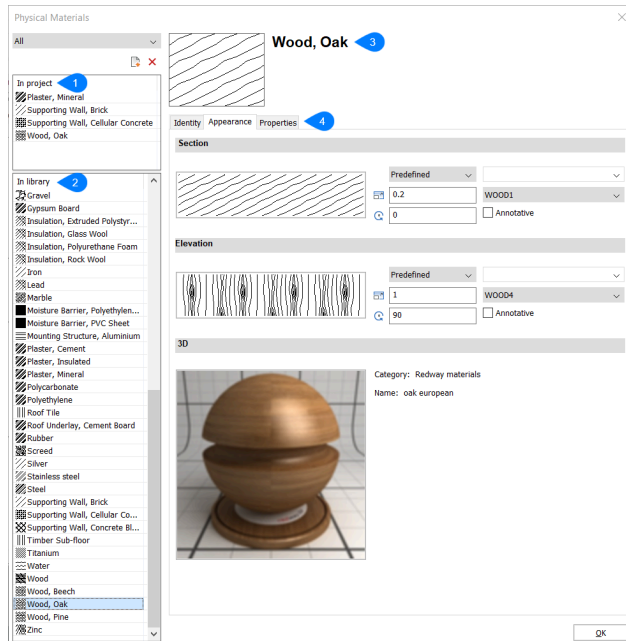 Physical Materials
All
Wood, Oak
3
In project
1
Plaster, Mineral
Supporting Wall, Brick
Supporting Wall, Cellular Concrete
Wood, Oak
Identity
Appearance
Properties
4
Section
Predefined
0.2
WOOD1
0
Annotative
In library
2
Gravel
Gypsum Board
Insulation, Extruded Polystyr...
Insulation, Glass Wool
Insulation, Polyurethane Foam
Insulation, Rock Wool
Iron
Lead
Marble
Moisture Barrier, Polyethylen...
Moisture Barrier, PVC Sheet
Mounting Structure, Aluminium
Plaster, Cement
Plaster, Insulated
Plaster, Mineral
Polycarbonate
Polyethylene
Roof Tile
Roof Underlay, Cement Board
Rubber
Screed
Silver
Stainless steel
Steel
Supporting Wall, Brick
Supporting Wall, Cellular Co...
Supporting Wall, Concrete Bl...
Timber Sub-floor
Titanium
Water
Wood
Wood, Beech
Wood, Oak
Wood, Pine
Zinc
Elevation
Predefined
1
WOOD4
90
Annotative
3D
Category: Redway materials
Name: oak european
OK